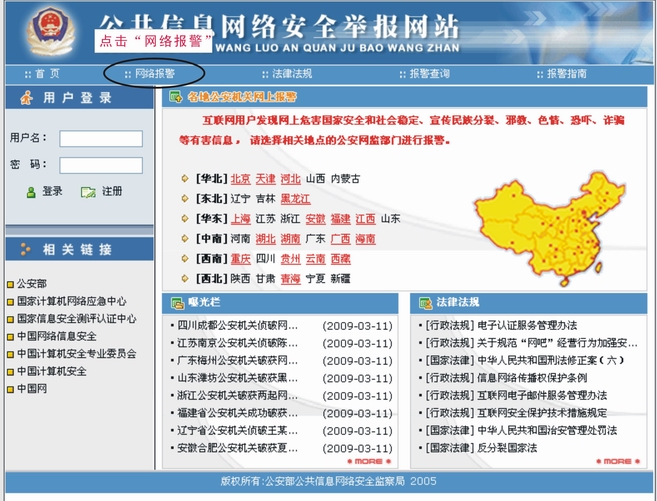 公共信息网络安全举报网站
点击“网络报警”
WANG LUO AN QUAN JU BAO WANG ZHAN
:: 首 页 :: 网络报警 :: 法律法规 :: 报警查询 :: 报警指南
用 户 登 录
用户名：
密 码：
登录 注册
相 关 链 接
公安部
国家计算机网络应急中心
国家信息安全测评认证中心
中国网络信息安全
中国计算机安全专业委员会
中国计算机安全
中国网
各地公安机关网上报警
互联网用户发现网上危害国家安全和社会稳定、宣传民族分裂、邪教、色情、恐吓、诈骗
等有害信息，请选择相关地点的公安网监部门进行报警。
[华北] 北京 天津 河北 山西 内蒙古
[东北] 辽宁 吉林 黑龙江
[华东] 上海 江苏 浙江 安徽 福建 江西 山东
[中南] 河南 湖北 湖南 广东 广西 海南
[西南] 重庆 四川 贵州 云南 西藏
[西北] 陕西 甘肃 青海 宁夏 新疆
曝光栏
四川成都公安机关侦破网... (2009-03-11)
江苏南京公安机关侦破陈... (2009-03-11)
广东梅州公安机关破获网... (2009-03-11)
山东潍坊公安机关破获黑... (2009-03-11)
浙江公安机关破获两起网... (2009-03-11)
福建省公安机关成功破获... (2009-03-11)
辽宁省公安机关侦破王某... (2009-03-11)
安徽合肥公安机关破获夏... (2009-03-11)
MORE
法律法规
[行政法规] 电子认证服务管理办法
[行政法规] 关于规范“网吧”经营行为加强安...
[国家法律] 中华人民共和国刑法修正案（六）
[行政法规] 信息网络传播权保护条例
[行政法规] 互联网电子邮件服务管理办法
[行政法规] 互联网安全保护技术措施规定
[国家法律] 中华人民共和国治安管理处罚法
[国家法律] 反分裂国家法
MORE
版权所有:公安部公共信息网络安全监察局 2005